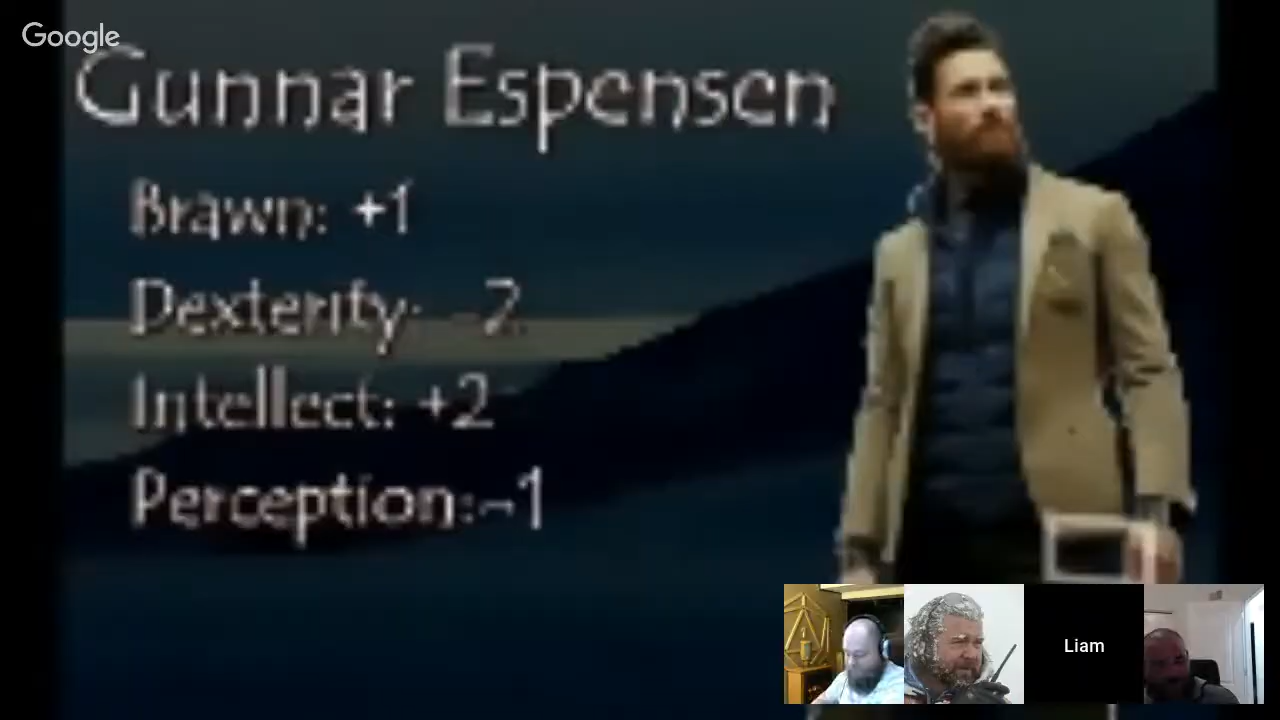 Google
Gunnar Espensen
Brawn: +1
Dexterity: -2
Intellect: +2
Perception:-1
Liam